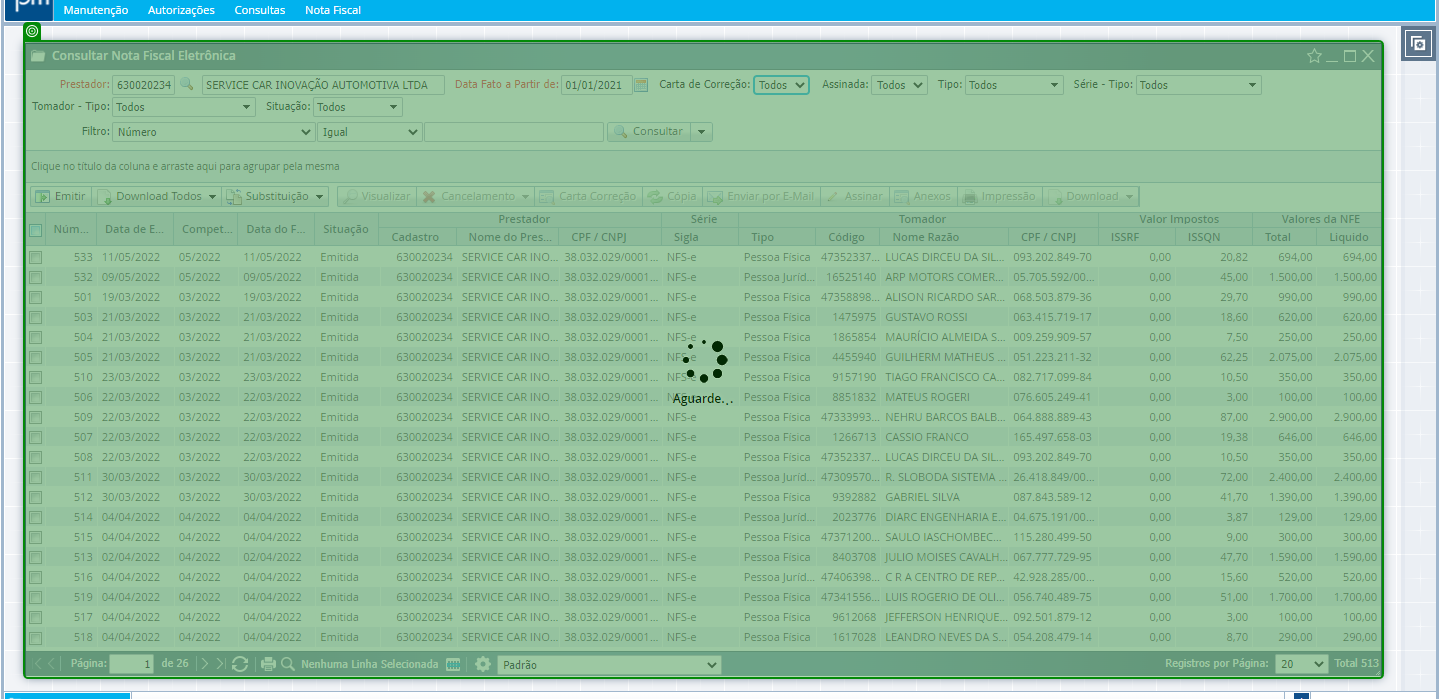 pm Manutenção Autorizações Consultas Nota Fiscal
Consultar Nota Fiscal Eletrônica
Prestador: 630020234 SERVICE CAR INOVAÇÃO AUTOMOTIVA LTDA Data Fato a Partir de: 01/01/2021 Carta de Correção: Todos Assinada: Todos Tipo: Todos Série - Tipo: Todos
Tomador - Tipo: Todos Situação: Todos
Filtro: Número Igual Consultar
Clique no título da coluna e arraste aqui para agrupar pela mesma
Emitir Download Todos Substituição Visualizar Cancelamento Carta Correção Cópia Enviar por E-Mail Assinar Anexos Impressão Download
Prestador Série Tomador Valor Impostos Valores da NFE
Núm... Data de E... Compet... Data do F... Situação Cadastro Nome do Pres... CPF / CNPJ Sigla Tipo Código Nome Razão CPF / CNPJ ISSRF ISSQN Total Liquido
533 11/05/2022 05/2022 11/05/2022 Emitida 630020234 SERVICE CAR INO... 38.032.029/0001... NFS-e Pessoa Física 47352337... LUCAS DIRCEU DA SIL... 093.202.849-70 0,00 20,82 694,00 694,00
532 09/05/2022 05/2022 09/05/2022 Emitida 630020234 SERVICE CAR INO... 38.032.029/0001... NFS-e Pessoa Juríd... 16525140 ARP MOTORS COMER... 05.705.592/00... 0,00 45,00 1.500,00 1.500,00
501 19/03/2022 03/2022 19/03/2022 Emitida 630020234 SERVICE CAR INO... 38.032.029/0001... NFS-e Pessoa Física 47358898... ALISON RICARDO SAR... 068.503.879-36 0,00 29,70 990,00 990,00
503 21/03/2022 03/2022 21/03/2022 Emitida 630020234 SERVICE CAR INO... 38.032.029/0001... NFS-e Pessoa Física 1475975 GUSTAVO ROSSI 063.415.719-17 0,00 18,60 620,00 620,00
504 21/03/2022 03/2022 21/03/2022 Emitida 630020234 SERVICE CAR INO... 38.032.029/0001... NFS-e Pessoa Física 1865854 MAURÍCIO ALMEIDA S... 009.259.909-57 0,00 7,50 250,00 250,00
505 21/03/2022 03/2022 21/03/2022 Emitida 630020234 SERVICE CAR INO... 38.032.029/0001... NFS-e Pessoa Física 4455940 GUILHERM MATHEUS ... 051.223.211-32 0,00 62,25 2.075,00 2.075,00
510 23/03/2022 03/2022 23/03/2022 Emitida 630020234 SERVICE CAR INO... 38.032.029/0001... NFS-e Pessoa Física 9157190 TIAGO FRANCISCO CA... 082.717.099-84 0,00 10,50 350,00 350,00
506 22/03/2022 03/2022 22/03/2022 Emitida 630020234 SERVICE CAR INO... 38.032.029/0001... Aguarde... Pessoa Física 8851832 MATEUS ROGERI 076.605.249-41 0,00 3,00 100,00 100,00
509 22/03/2022 03/2022 22/03/2022 Emitida 630020234 SERVICE CAR INO... 38.032.029/0001... NFS-e Pessoa Física 47333993... NEHRU BARCOS BALB... 064.888.889-43 0,00 87,00 2.900,00 2.900,00
507 22/03/2022 03/2022 22/03/2022 Emitida 630020234 SERVICE CAR INO... 38.032.029/0001... NFS-e Pessoa Física 1266713 CASSIO FRANCO 165.497.658-03 0,00 19,38 646,00 646,00
508 22/03/2022 03/2022 22/03/2022 Emitida 630020234 SERVICE CAR INO... 38.032.029/0001... NFS-e Pessoa Física 47352337... LUCAS DIRCEU DA SIL... 093.202.849-70 0,00 10,50 350,00 350,00
511 30/03/2022 03/2022 30/03/2022 Emitida 630020234 SERVICE CAR INO... 38.032.029/0001... NFS-e Pessoa Juríd... 47309570... R. SLOBODA SISTEMA ... 26.418.849/00... 0,00 72,00 2.400,00 2.400,00
512 30/03/2022 03/2022 30/03/2022 Emitida 630020234 SERVICE CAR INO... 38.032.029/0001... NFS-e Pessoa Física 9392882 GABRIEL SILVA 087.843.589-12 0,00 41,70 1.390,00 1.390,00
514 04/04/2022 04/2022 04/04/2022 Emitida 630020234 SERVICE CAR INO... 38.032.029/0001... NFS-e Pessoa Juríd... 2023776 DIARC ENGENHARIA E... 04.675.191/00... 0,00 3,87 129,00 129,00
515 04/04/2022 04/2022 04/04/2022 Emitida 630020234 SERVICE CAR INO... 38.032.029/0001... NFS-e Pessoa Física 47371200... SAULO IASCHOMBEC... 115.280.499-50 0,00 9,00 300,00 300,00
513 02/04/2022 04/2022 02/04/2022 Emitida 630020234 SERVICE CAR INO... 38.032.029/0001... NFS-e Pessoa Física 8403708 JULIO MOISES CAVALH... 067.777.729-95 0,00 47,70 1.590,00 1.590,00
516 04/04/2022 04/2022 04/04/2022 Emitida 630020234 SERVICE CAR INO... 38.032.029/0001... NFS-e Pessoa Juríd... 47406398... C R A CENTRO DE REP... 42.928.285/00... 0,00 15,60 520,00 520,00
519 04/04/2022 04/2022 04/04/2022 Emitida 630020234 SERVICE CAR INO... 38.032.029/0001... NFS-e Pessoa Física 47341556... LUIS ROGERIO DE OLI... 056.740.489-75 0,00 51,00 1.700,00 1.700,00
517 04/04/2022 04/2022 04/04/2022 Emitida 630020234 SERVICE CAR INO... 38.032.029/0001... NFS-e Pessoa Física 9612068 JEFFERSON HENRIQUE... 092.501.879-12 0,00 3,00 100,00 100,00
518 04/04/2022 04/2022 04/04/2022 Emitida 630020234 SERVICE CAR INO... 38.032.029/0001... NFS-e Pessoa Física 1617028 LEANDRO NEVES DA S... 054.208.479-14 0,00 8,70 290,00 290,00
Página: 1 de 26 Nenhuma Linha Selecionada Padrão Registros por Página: 20 Total 513